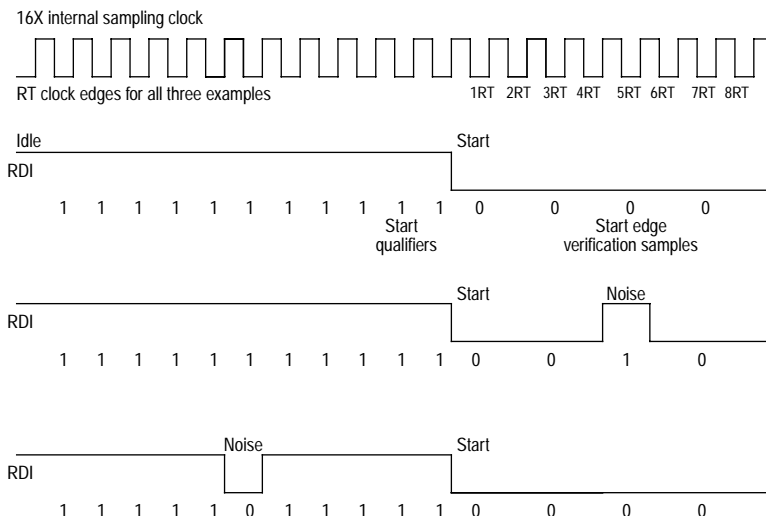 16X internal sampling clock
RT clock edges for all three examples
1RT 2RT 3RT 4RT 5RT 6RT 7RT 8RT
Idle Start
RDI
1 1 1 1 1 1 1 1 1 1 1 0 0 0 0
Start qualifiers
Start edge verification samples
Start Noise
RDI
1 1 1 1 1 1 1 1 1 1 1 0 0 1 0
Noise Start
RDI
1 1 1 1 1 0 1 1 1 1 1 0 0 0 0